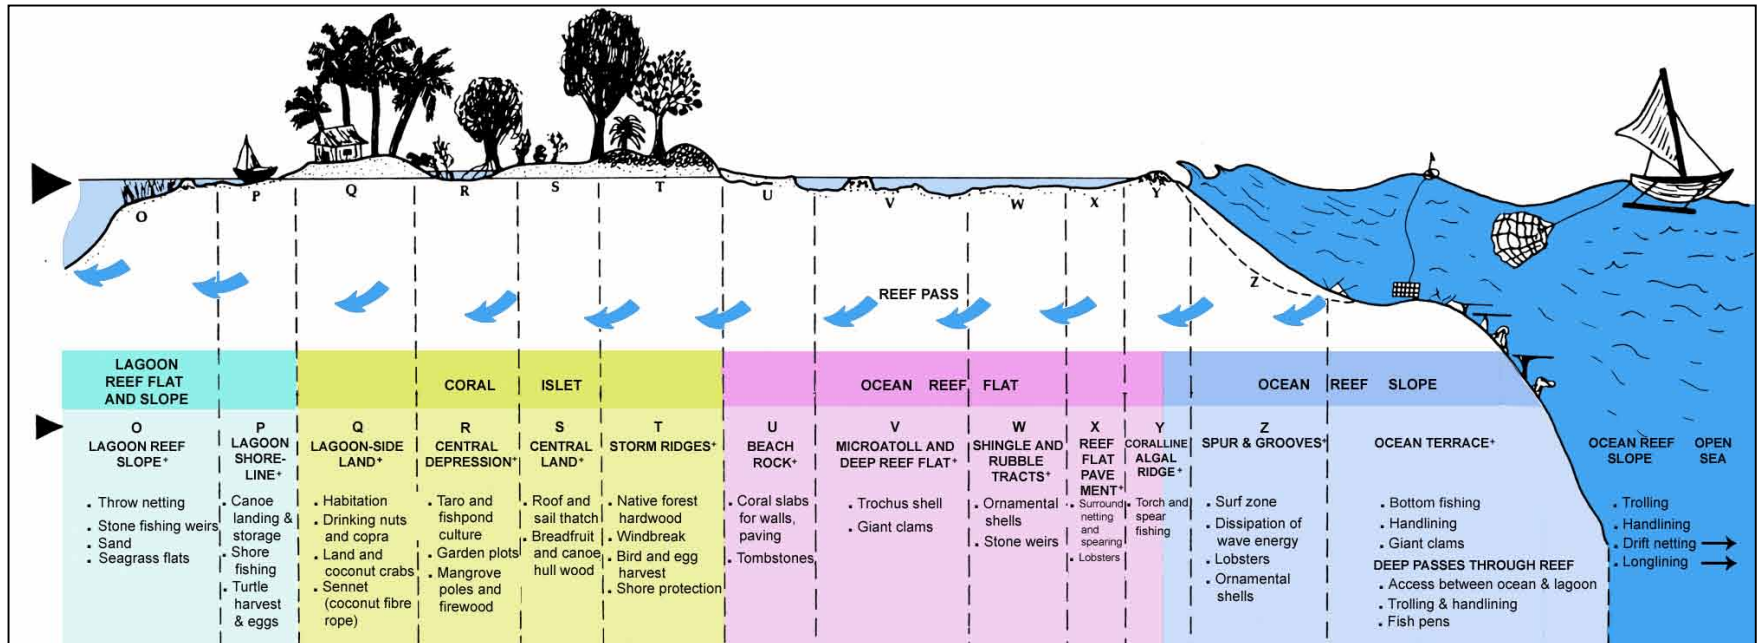 O
P
Q
R
S
T
U
V
W
X
Y
Z
REEF PASS
LAGOON
REEF FLAT
AND SLOPE
CORAL ISLET
OCEAN REEF FLAT
OCEAN REEF SLOPE
O
LAGOON REEF
SLOPE+
• Throw netting
• Stone fishing weirs
• Sand
• Seagrass flats
P
LAGOON
SHORE-
LINE+
• Canoe
landing &
storage
• Shore
fishing
• Turtle
harvest
& eggs
Q
LAGOON-SIDE
LAND+
• Habitation
• Drinking nuts
and copra
• Land and
coconut crabs
• Sennet
(coconut fibre
rope)
R
CENTRAL
DEPRESSION+
• Taro and
fishpond
culture
• Garden plots
• Mangrove
poles and
firewood
S
CENTRAL
LAND+
• Roof and
sail thatch
• Breadfruit
and canoe
hull wood
T
STORM RIDGES+
• Native forest
hardwood
• Windbreak
• Bird and egg
harvest
• Shore protection
U
BEACH
ROCK+
• Coral slabs
for walls,
paving
• Tombstones
V
MICROATOLL AND
DEEP REEF FLAT+
• Trochus shell
• Giant clams
W
SHINGLE AND
RUBBLE
TRACTS+
• Ornamental
shells
• Stone weirs
X
REEF
FLAT
PAVE
MENT+
• Surround
netting
and
spearing
• Lobsters
Y
CORALLINE
ALGAL
RIDGE+
• Torch and
spear
fishing
Z
SPUR & GROOVES+
• Surf zone
• Dissipation of
wave energy
• Lobsters
• Ornamental
shells
OCEAN TERRACE+
• Bottom fishing
• Handlining
• Giant clams
DEEP PASSES THROUGH REEF
• Access between ocean & lagoon
• Trolling & handlining
• Fish pens
OCEAN REEF
SLOPE
OPEN
SEA
• Trolling
• Handlining
• Drift netting
• Longlining